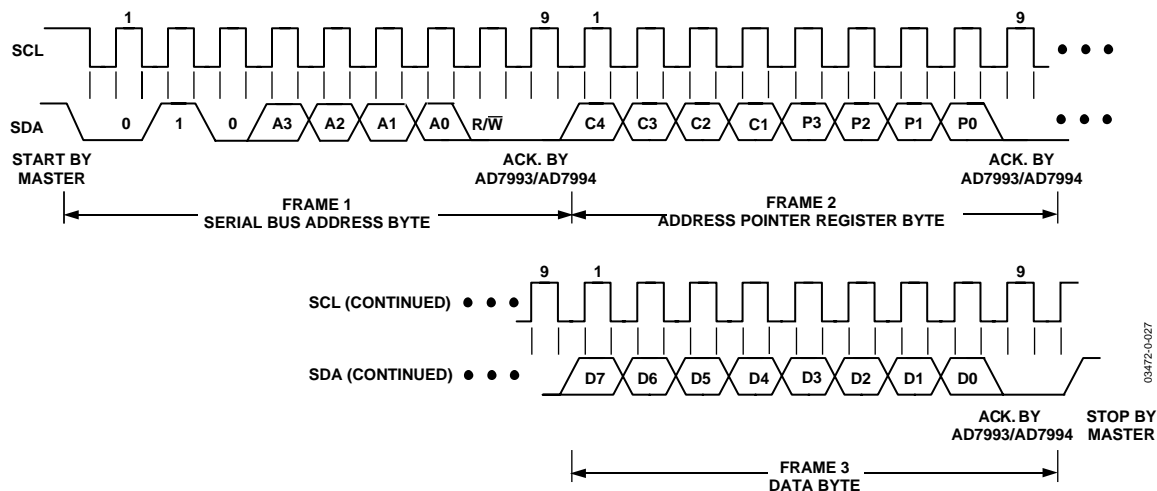 1 9 1 9
SCL
SDA 0 1 0 A3 A2 A1 A0 R/W̅ C4 C3 C2 C1 P3 P2 P1 P0
START BY
MASTER
ACK. BY
AD7993/AD7994
ACK. BY
AD7993/AD7994
FRAME 1
SERIAL BUS ADDRESS BYTE
FRAME 2
ADDRESS POINTER REGISTER BYTE
9 1 9
SCL (CONTINUED)
SDA (CONTINUED) D7 D6 D5 D4 D3 D2 D1 D0
ACK. BY
AD7993/AD7994
STOP BY
MASTER
FRAME 3
DATA BYTE
03472-0-027